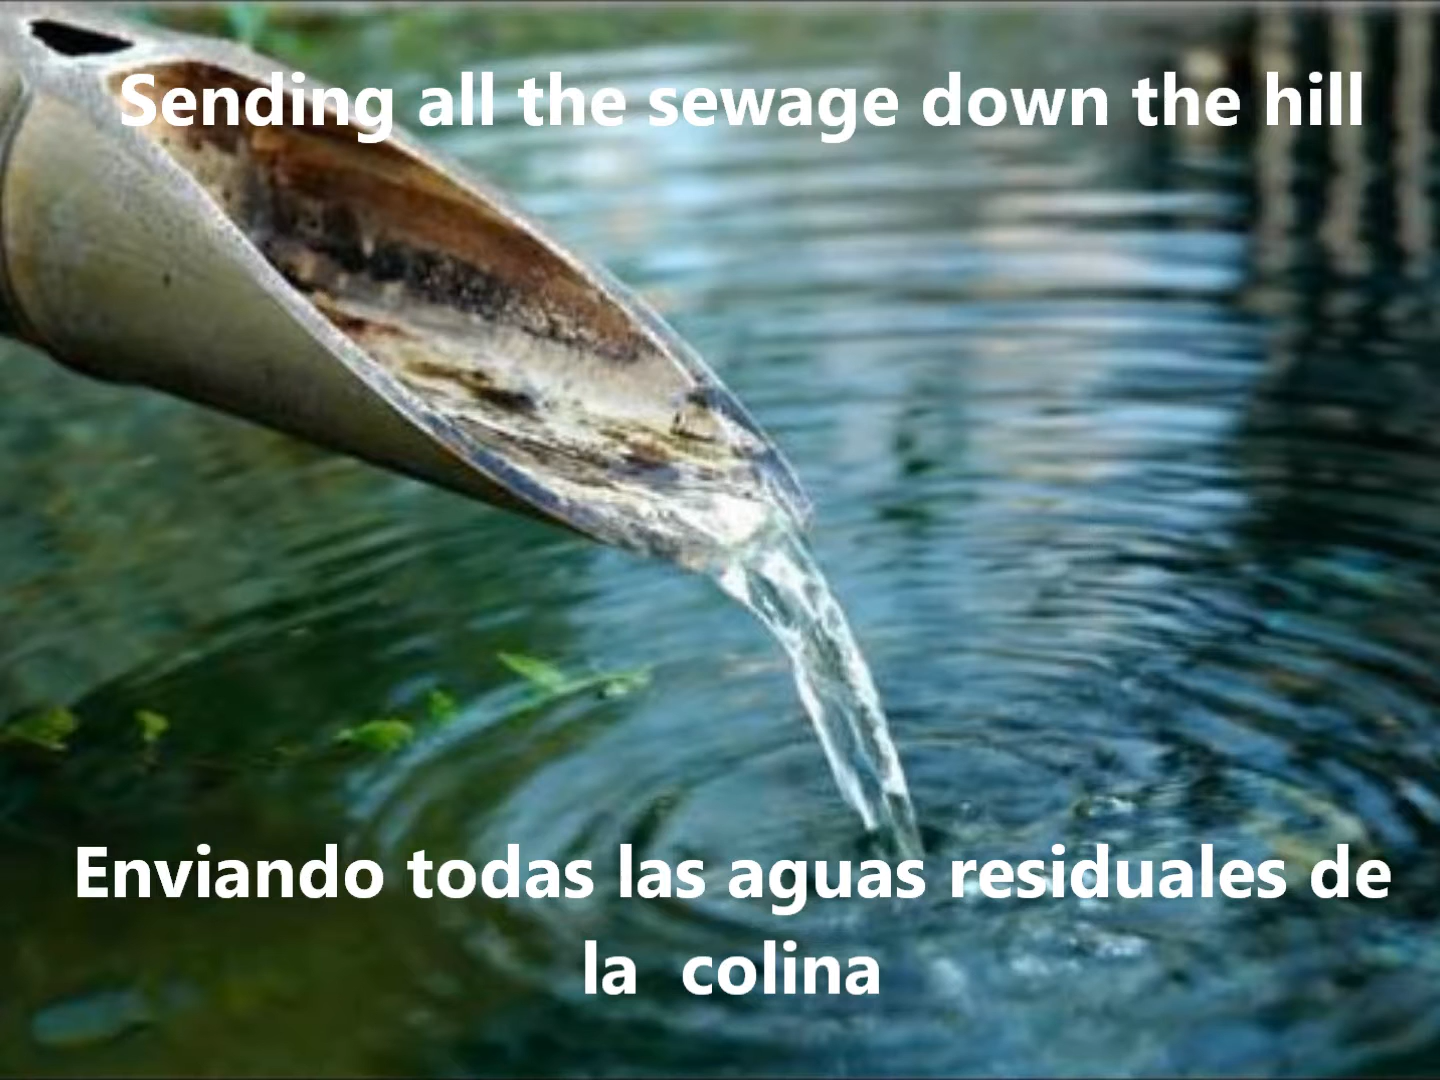 Sending all the sewage down the hill
Enviando todas las aguas residuales de
la colina